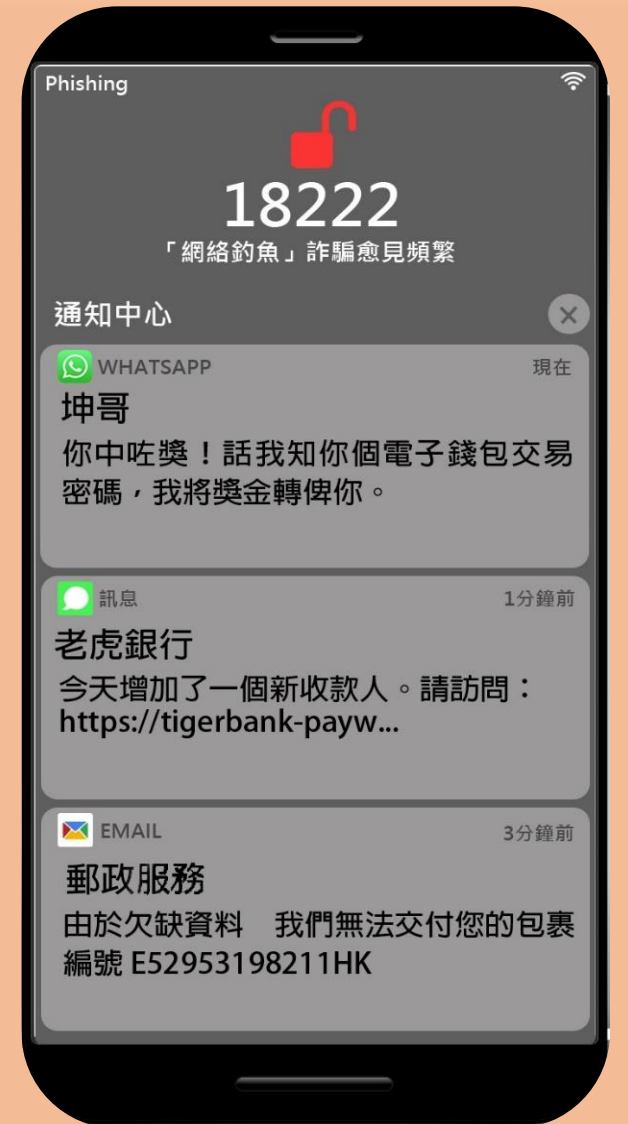 Phishing
18222
「網絡釣魚」詐騙愈見頻繁
通知中心
WHATSAPP 現在
坤哥
你中咗獎！話我知你個電子錢包交易
密碼，我將獎金轉俾你。
訊息 1分鐘前
老虎銀行
今天增加了一個新收款人。請訪問：
https://tigerbank-payw...
EMAIL 3分鐘前
郵政服務
由於欠缺資料　我們無法交付您的包裹
編號 E52953198211HK